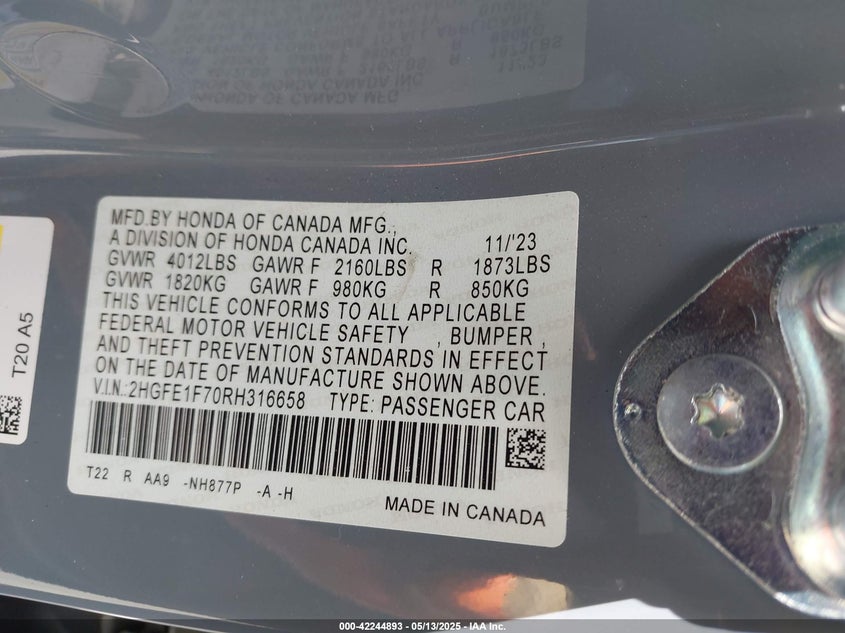 MFD.BY HONDA OF CANADA MFG.,
A DIVISION OF HONDA CANADA INC. 11/'23
GVWR 4012LBS GAWR F 2160LBS R 1873LBS
GVWR 1820KG GAWR F 980KG R 850KG
THIS VEHICLE CONFORMS TO ALL APPLICABLE
FEDERAL MOTOR VEHICLE SAFETY , BUMPER ,
AND THEFT PREVENTION STANDARDS IN EFFECT
ON THE DATE OF MANUFACTURE SHOWN ABOVE.
V.I.N.:2HGFE1F70RH316658 TYPE: PASSENGER CAR
T22 R AA9 -NH877P -A -H
MADE IN CANADA
T20 A5
000-42244893 - 05/13/2025 - IAA Inc.